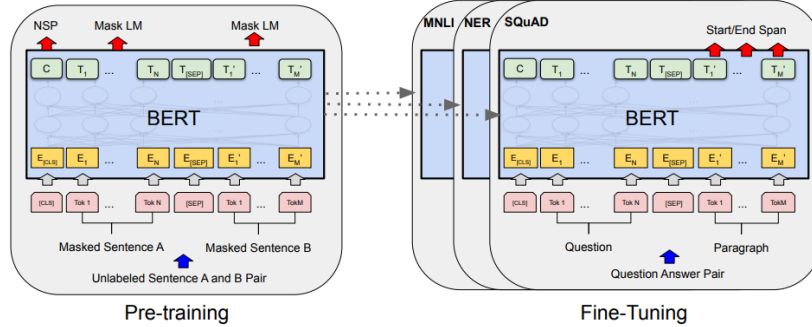 NSP Mask LM Mask LM
C T1 ... TN T[SEP] T1' ... TM'
BERT
E[CLS] E1 ... EN E[SEP] E1' ... EM'
[CLS] Tok 1 ... Tok N [SEP] Tok 1 ... TokM
Masked Sentence A Masked Sentence B
Unlabeled Sentence A and B Pair
Pre-training
MNLI NER SQuAD
Start/End Span
C T1 ... TN T[SEP] T1' ... TM'
BERT
E[CLS] E1 ... EN E[SEP] E1' ... EM'
[CLS] Tok 1 ... Tok N [SEP] Tok 1 ... TokM
Question Paragraph
Question Answer Pair
Fine-Tuning